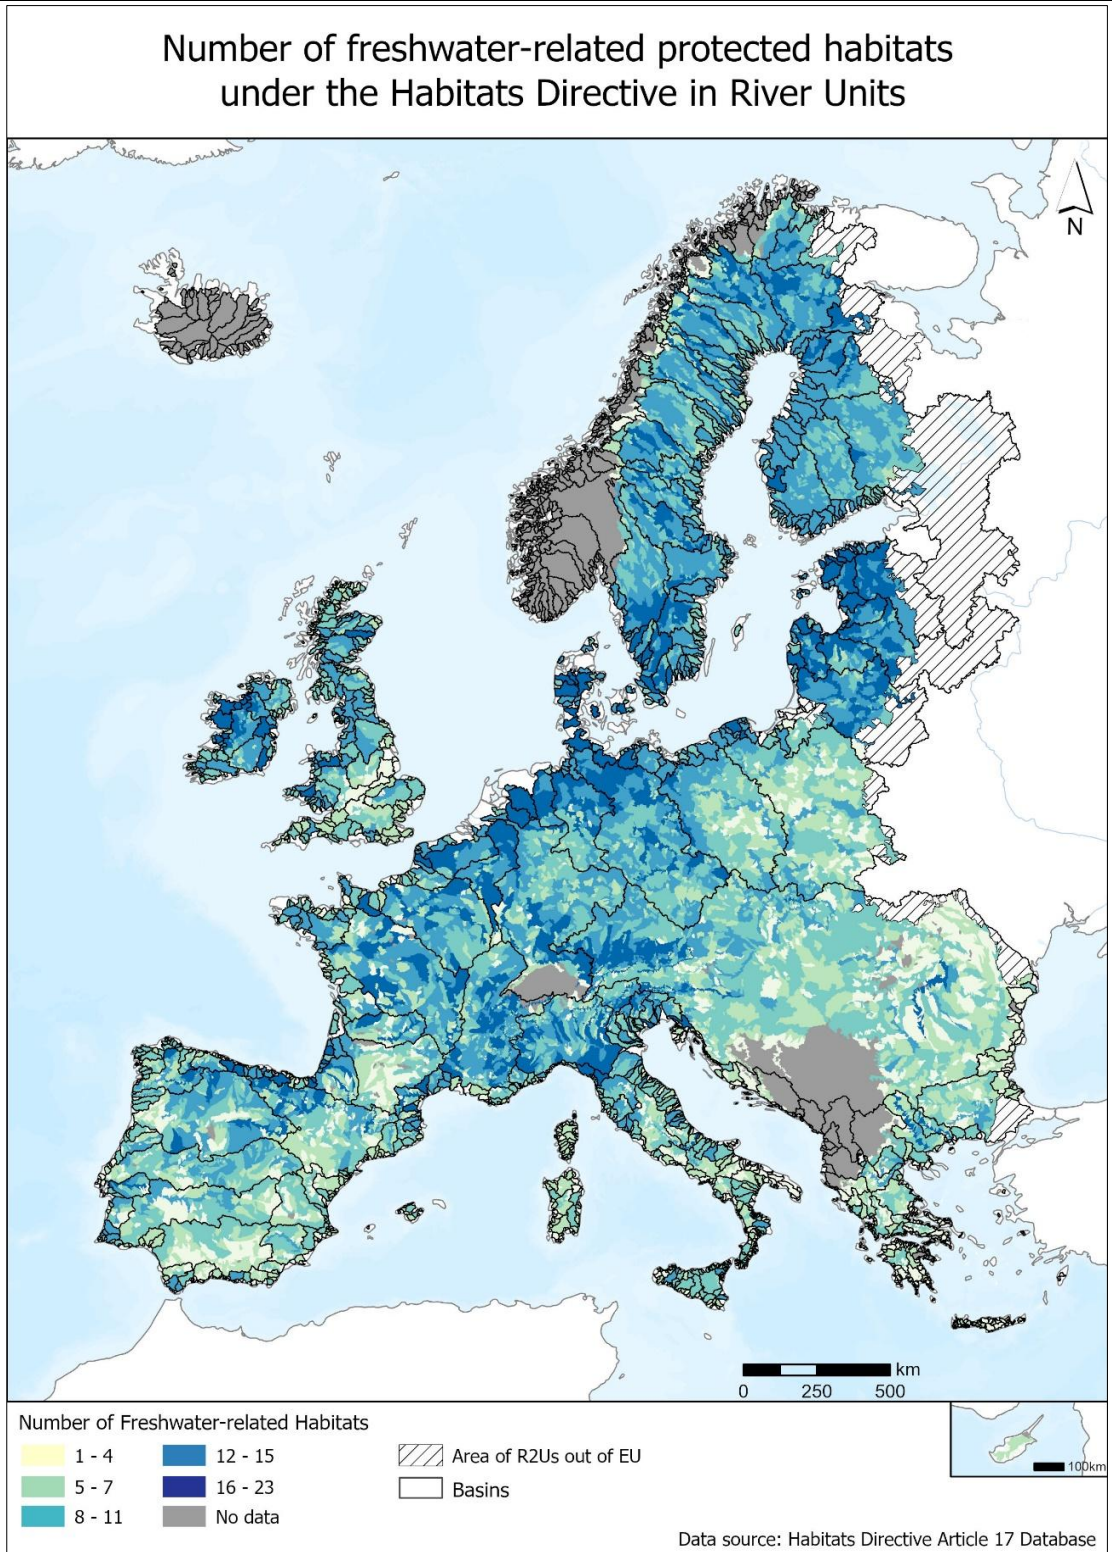 Number of freshwater-related protected habitats
under the Habitats Directive in River Units
N
km
0 250 500
Number of Freshwater-related Habitats
1 - 4
5 - 7
8 - 11
12 - 15
16 - 23
No data
Area of R2Us out of EU
Basins
100km
Data source: Habitats Directive Article 17 Database